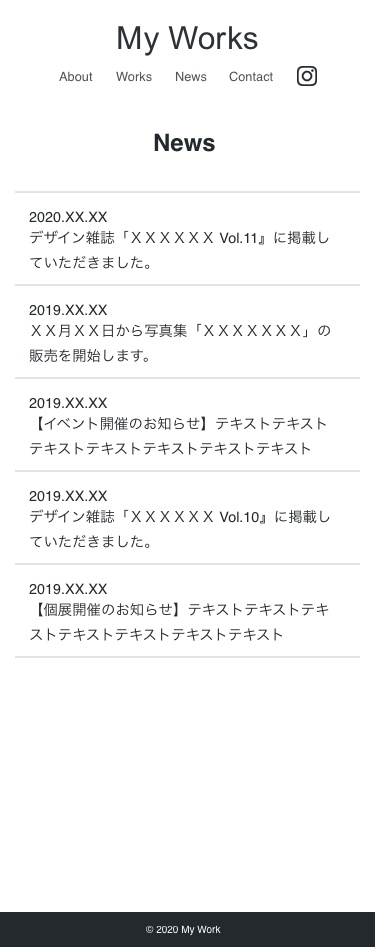 My Works
About Works News Contact
News
2020.XX.XX
デザイン雑誌「ＸＸＸＸＸＸ Vol.11』に掲載し
ていただきました。
2019.XX.XX
ＸＸ月ＸＸ日から写真集「ＸＸＸＸＸＸＸ」の
販売を開始します。
2019.XX.XX
【イベント開催のお知らせ】テキストテキスト
テキストテキストテキストテキストテキスト
2019.XX.XX
デザイン雑誌「ＸＸＸＸＸＸ Vol.10』に掲載し
ていただきました。
2019.XX.XX
【個展開催のお知らせ】テキストテキストテキ
ストテキストテキストテキストテキスト
© 2020 My Work